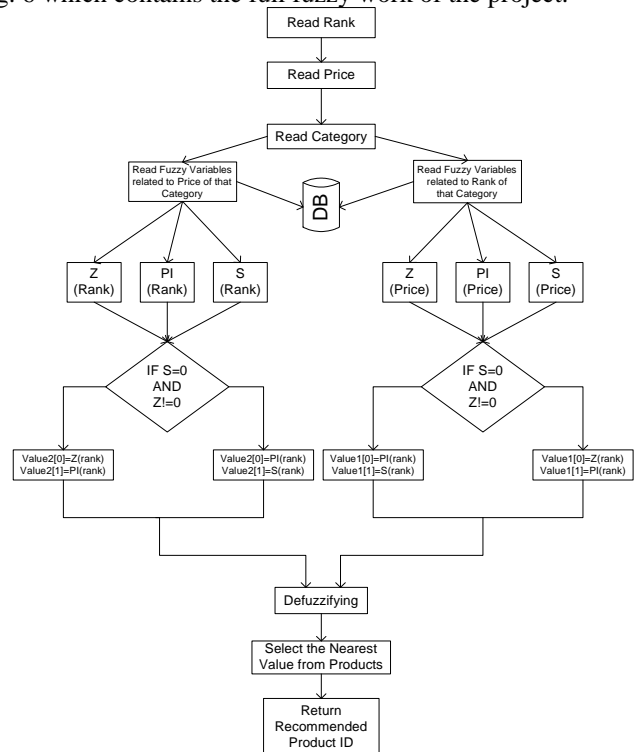 g. 6 which contains the full fuzzy work of the project.
Read Rank
Read Price
Read Category
Read Fuzzy Variables
related to Price of that
Category
DB
Read Fuzzy Variables
related to Rank of
that Category
Z
(Rank)
PI
(Rank)
S
(Rank)
Z
(Price)
PI
(Price)
S
(Price)
IF S=0
AND
Z!=0
IF S=0
AND
Z!=0
Value2[0]=Z(rank)
Value2[1]=PI(rank)
Value2[0]=PI(rank)
Value2[1]=S(rank)
Value1[0]=PI(rank)
Value1[1]=S(rank)
Value1[0]=Z(rank)
Value1[1]=PI(rank)
Defuzzifying
Select the Nearest
Value from Products
Return
Recommended
Product ID